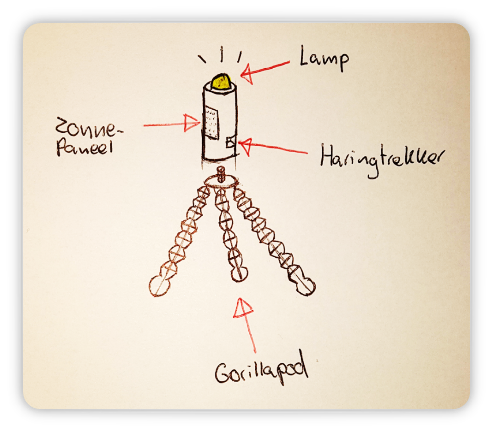 Lamp
Zonne-
Paneel
Haringtrekker
Gorillapod